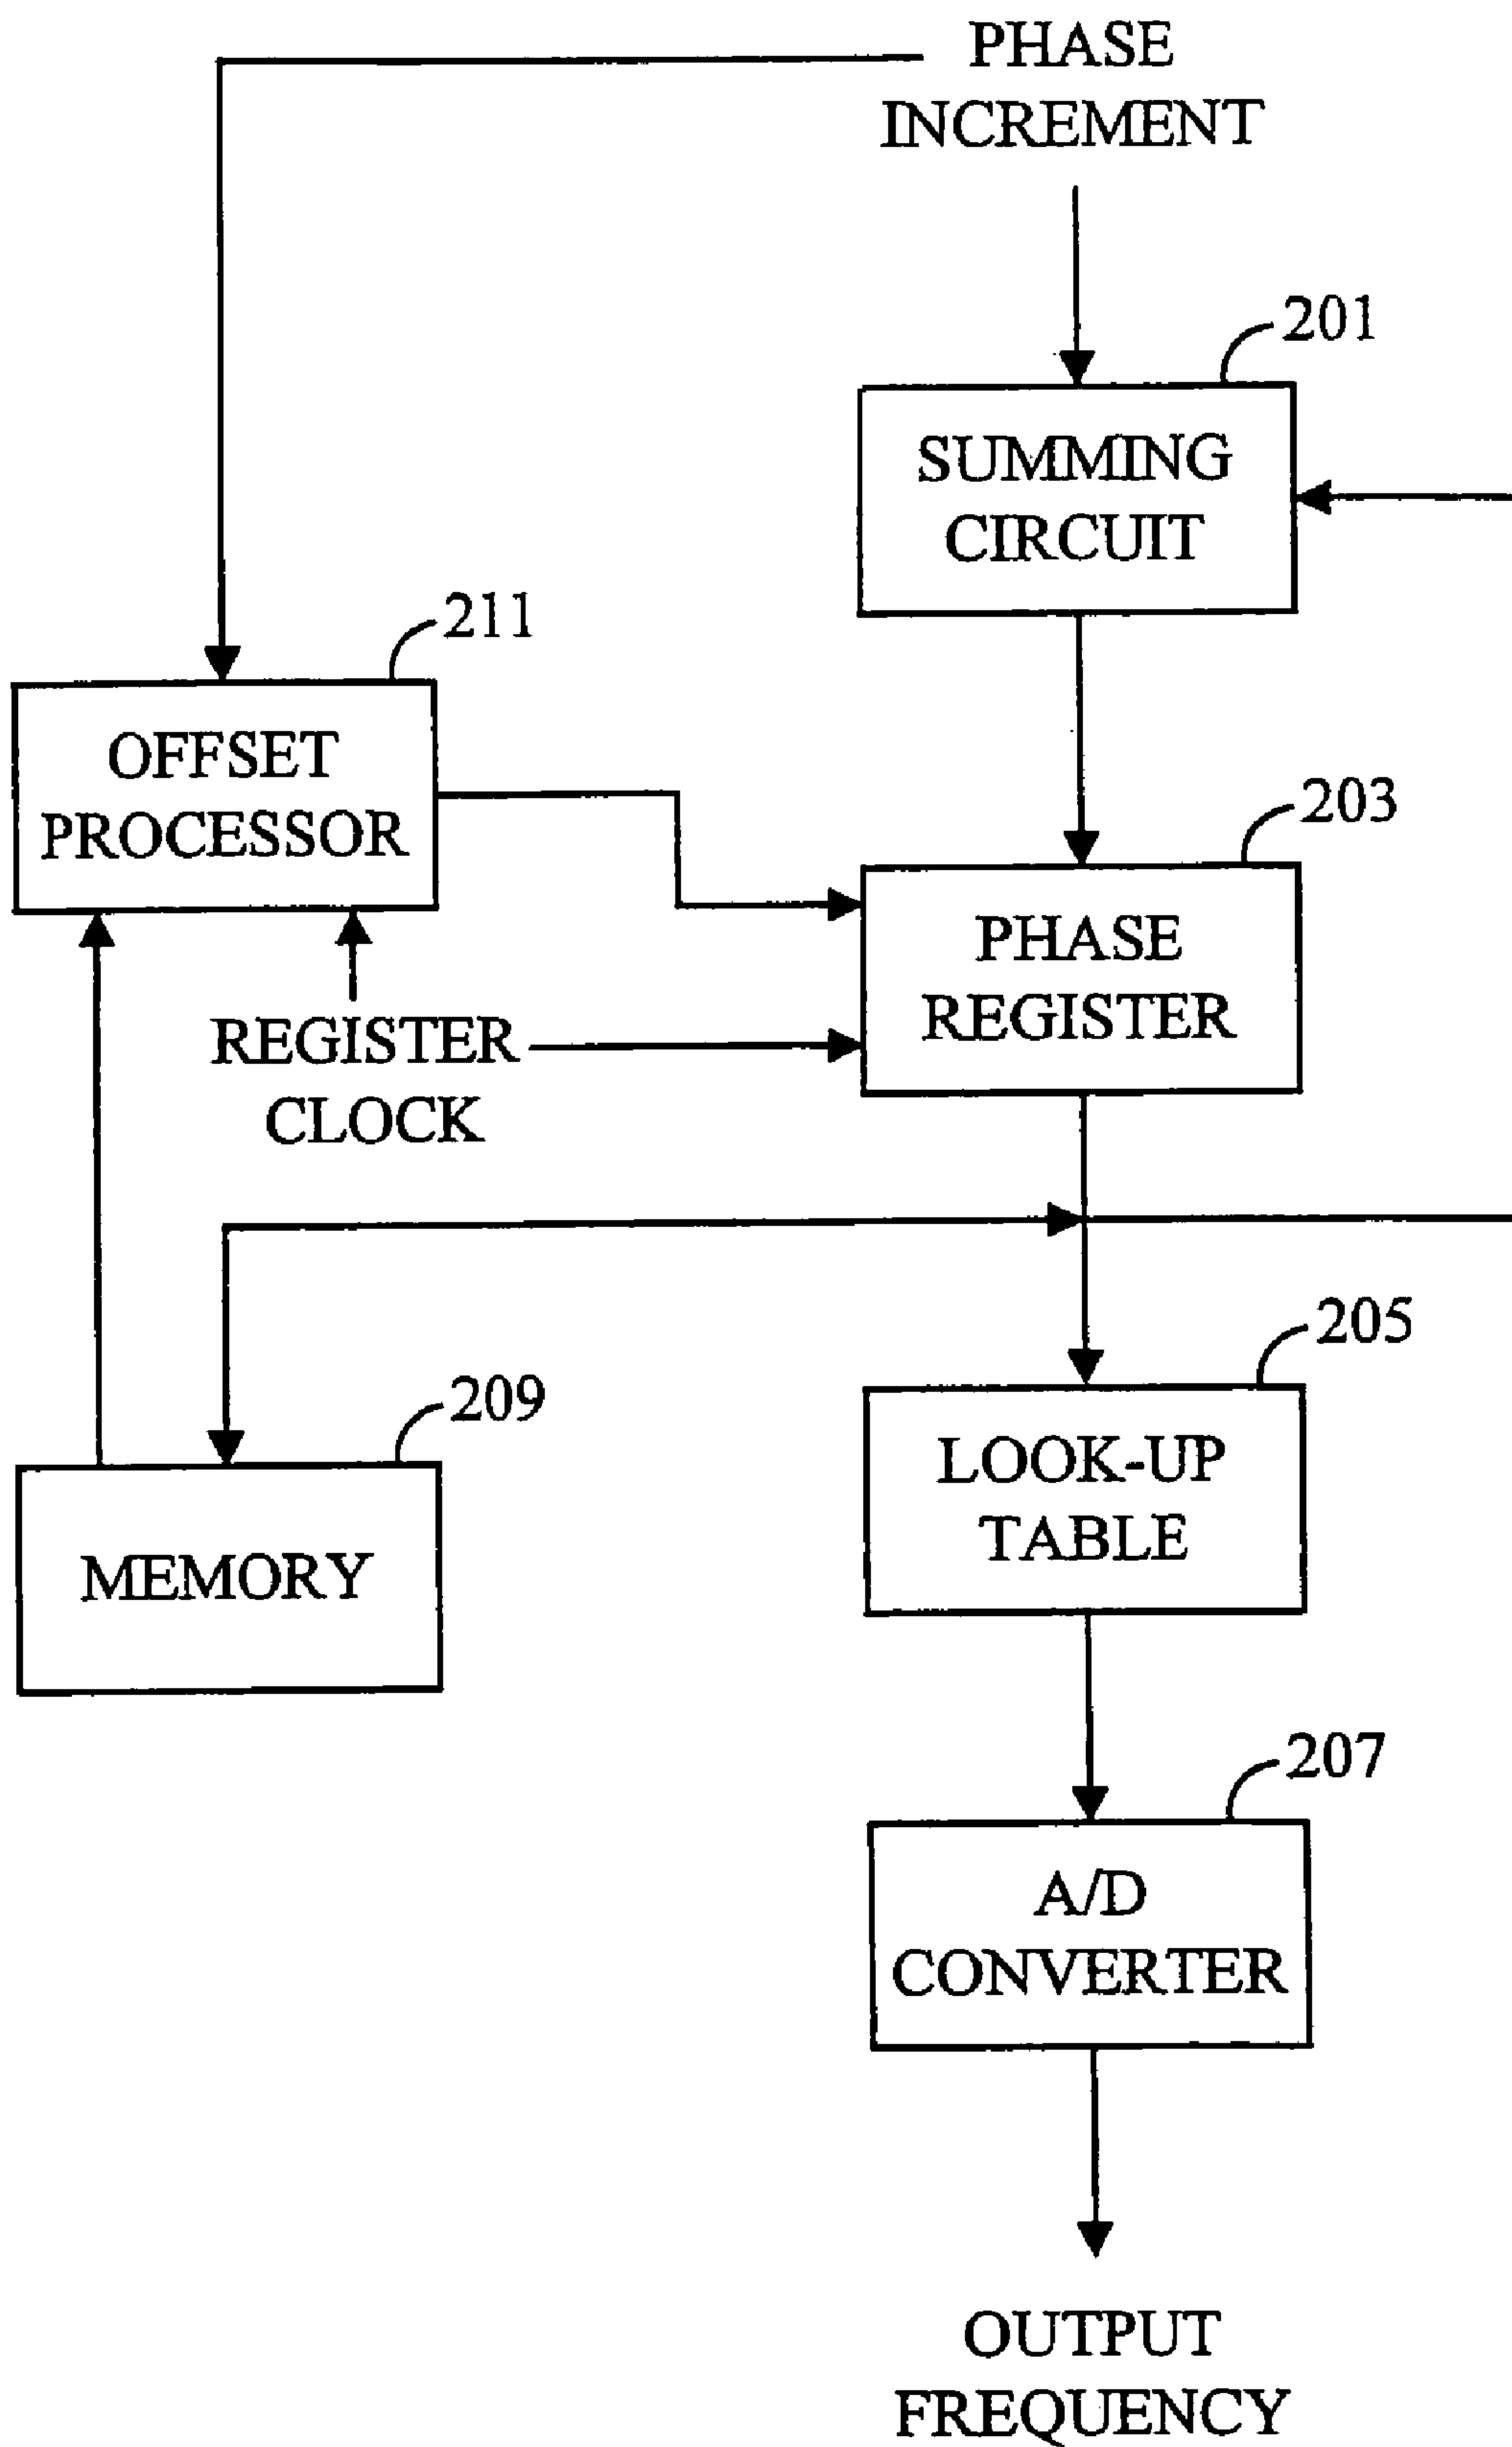 PHASE
INCREMENT
201
SUMMING
CIRCUIT
211
OFFSET
PROCESSOR
203
PHASE
REGISTER
REGISTER
CLOCK
205
LOOK-UP
TABLE
209
MEMORY
207
A/D
CONVERTER
OUTPUT
FREQUENCY